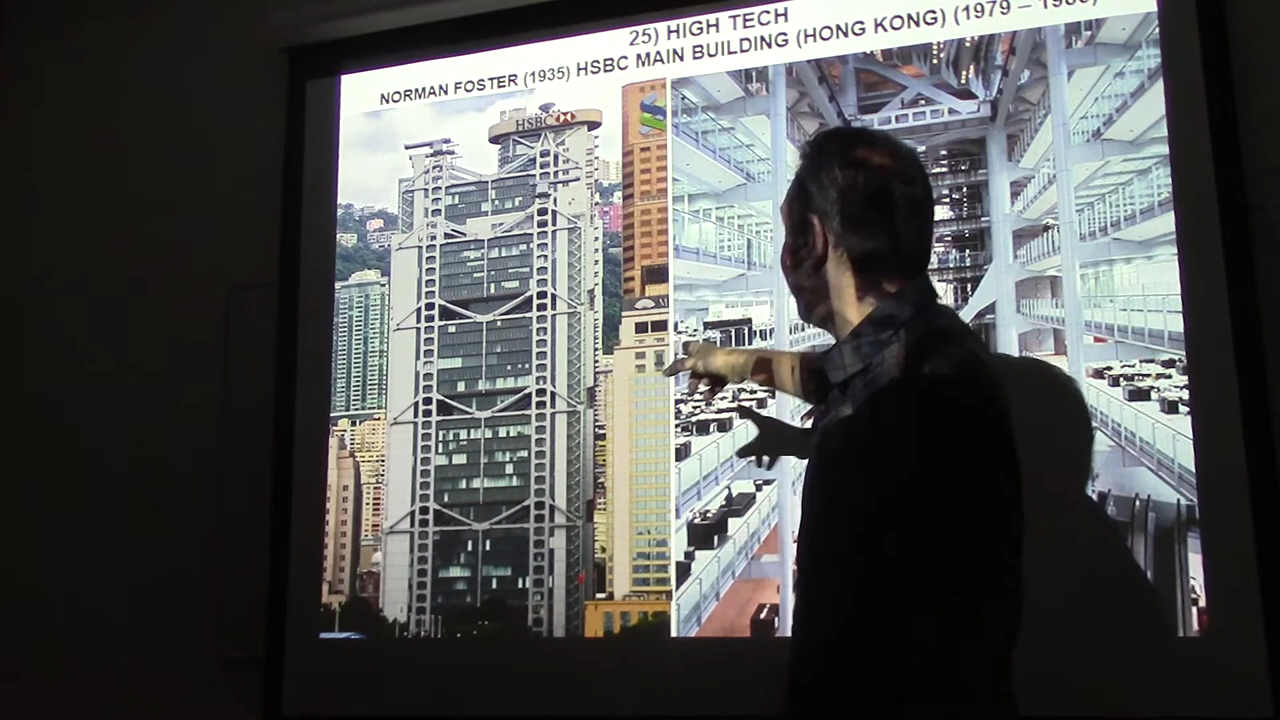 25) HIGH TECH
NORMAN FOSTER (1935) HSBC MAIN BUILDING (HONG KONG) (1979 –
HSBC
M